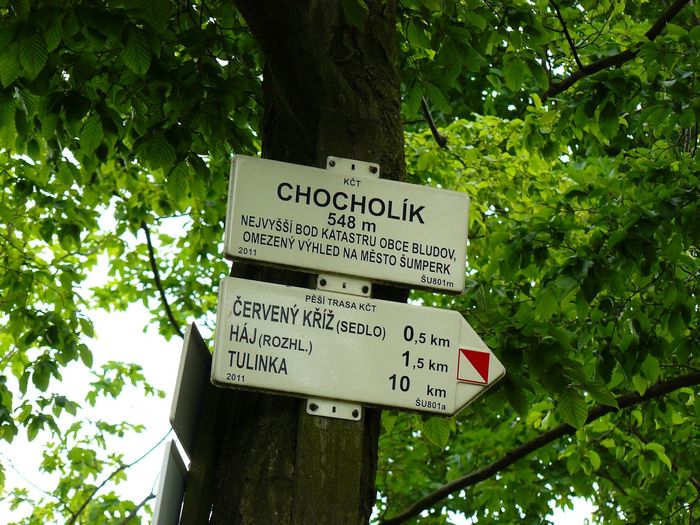 KČT
CHOCHOLÍK
548 m
NEJVYŠŠÍ BOD KATASTRU OBCE BLUDOV,
OMEZENÝ VÝHLED NA MĚSTO ŠUMPERK
2011 ŠU801m
PĚŠÍ TRASA KČT
ČERVENÝ KŘÍŽ (SEDLO) 0,5 km
HÁJ (ROZHL.) 1,5 km
TULINKA 10 km
2011 ŠU801a